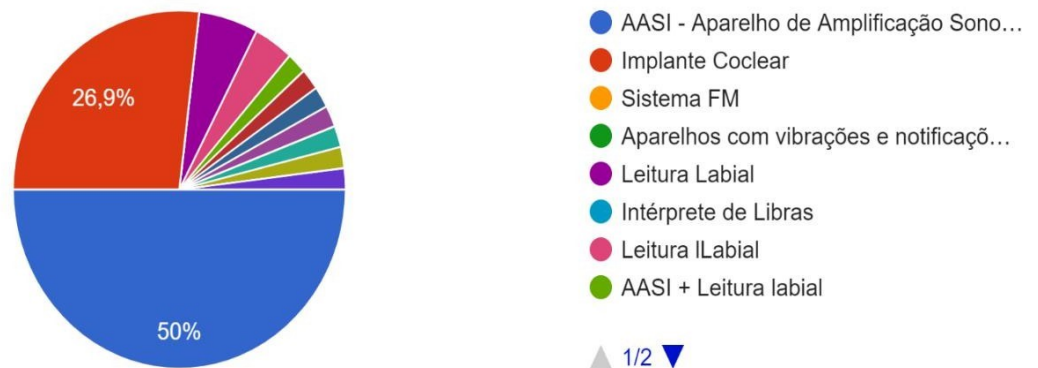 26,9%
50%
AASI - Aparelho de Amplificação Sono…
Implante Coclear
Sistema FM
Aparelhos com vibrações e notificaçõ…
Leitura Labial
Intérprete de Libras
Leitura lLabial
AASI + Leitura labial
1/2